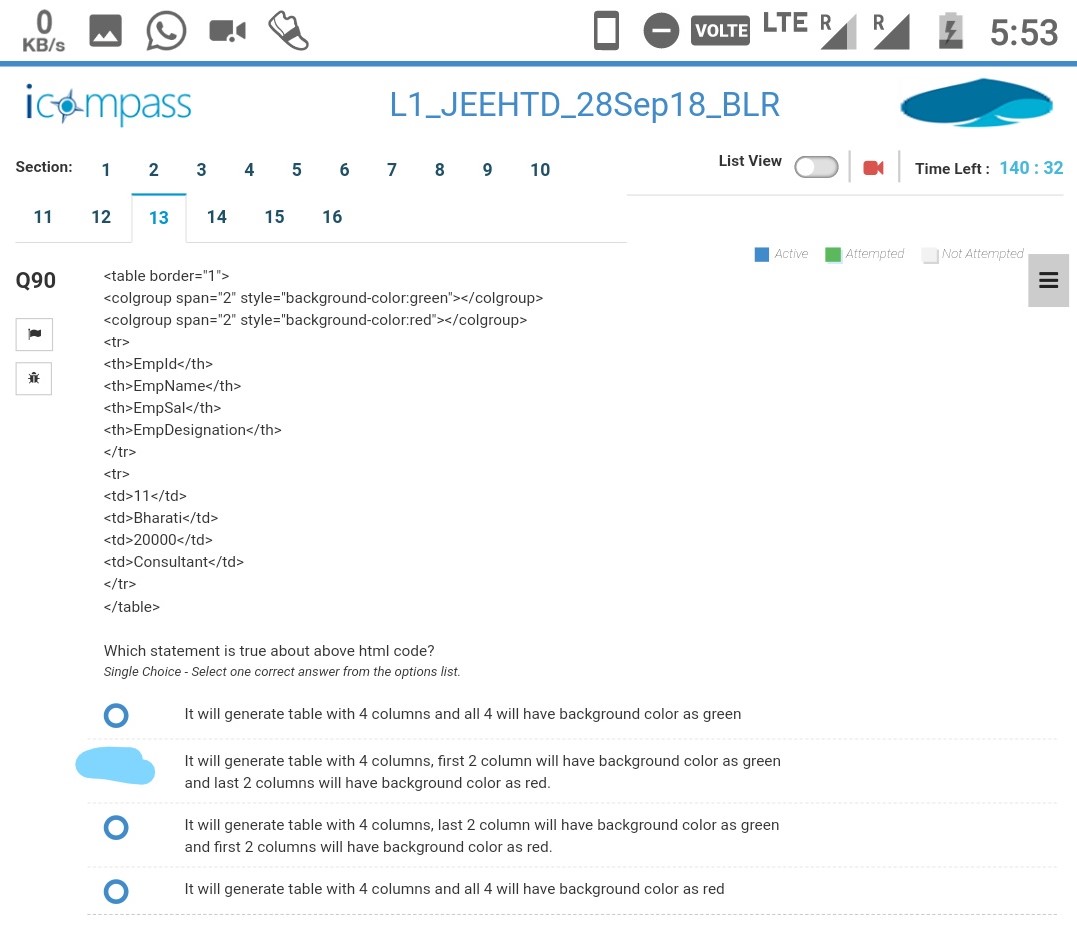 0
KB/s
VOLTE
LTE
R
R
5:53
icompass
L1_JEEHTD_28Sep18_BLR
Section:
1
2
3
4
5
6
7
8
9
10
List View
Time Left :
140 : 32
11
12
13
14
15
16
Active
Attempted
Not Attempted
Q90
<table border="1">
<colgroup span="2" style="background-color:green"></colgroup>
<colgroup span="2" style="background-color:red"></colgroup>
<tr>
<th>EmpId</th>
<th>EmpName</th>
<th>EmpSal</th>
<th>EmpDesignation</th>
</tr>
<tr>
<td>11</td>
<td>Bharati</td>
<td>20000</td>
<td>Consultant</td>
</tr>
</table>
Which statement is true about above html code?
Single Choice - Select one correct answer from the options list.
It will generate table with 4 columns and all 4 will have background color as green
It will generate table with 4 columns, first 2 column will have background color as green
and last 2 columns will have background color as red.
It will generate table with 4 columns, last 2 column will have background color as green
and first 2 columns will have background color as red.
It will generate table with 4 columns and all 4 will have background color as red